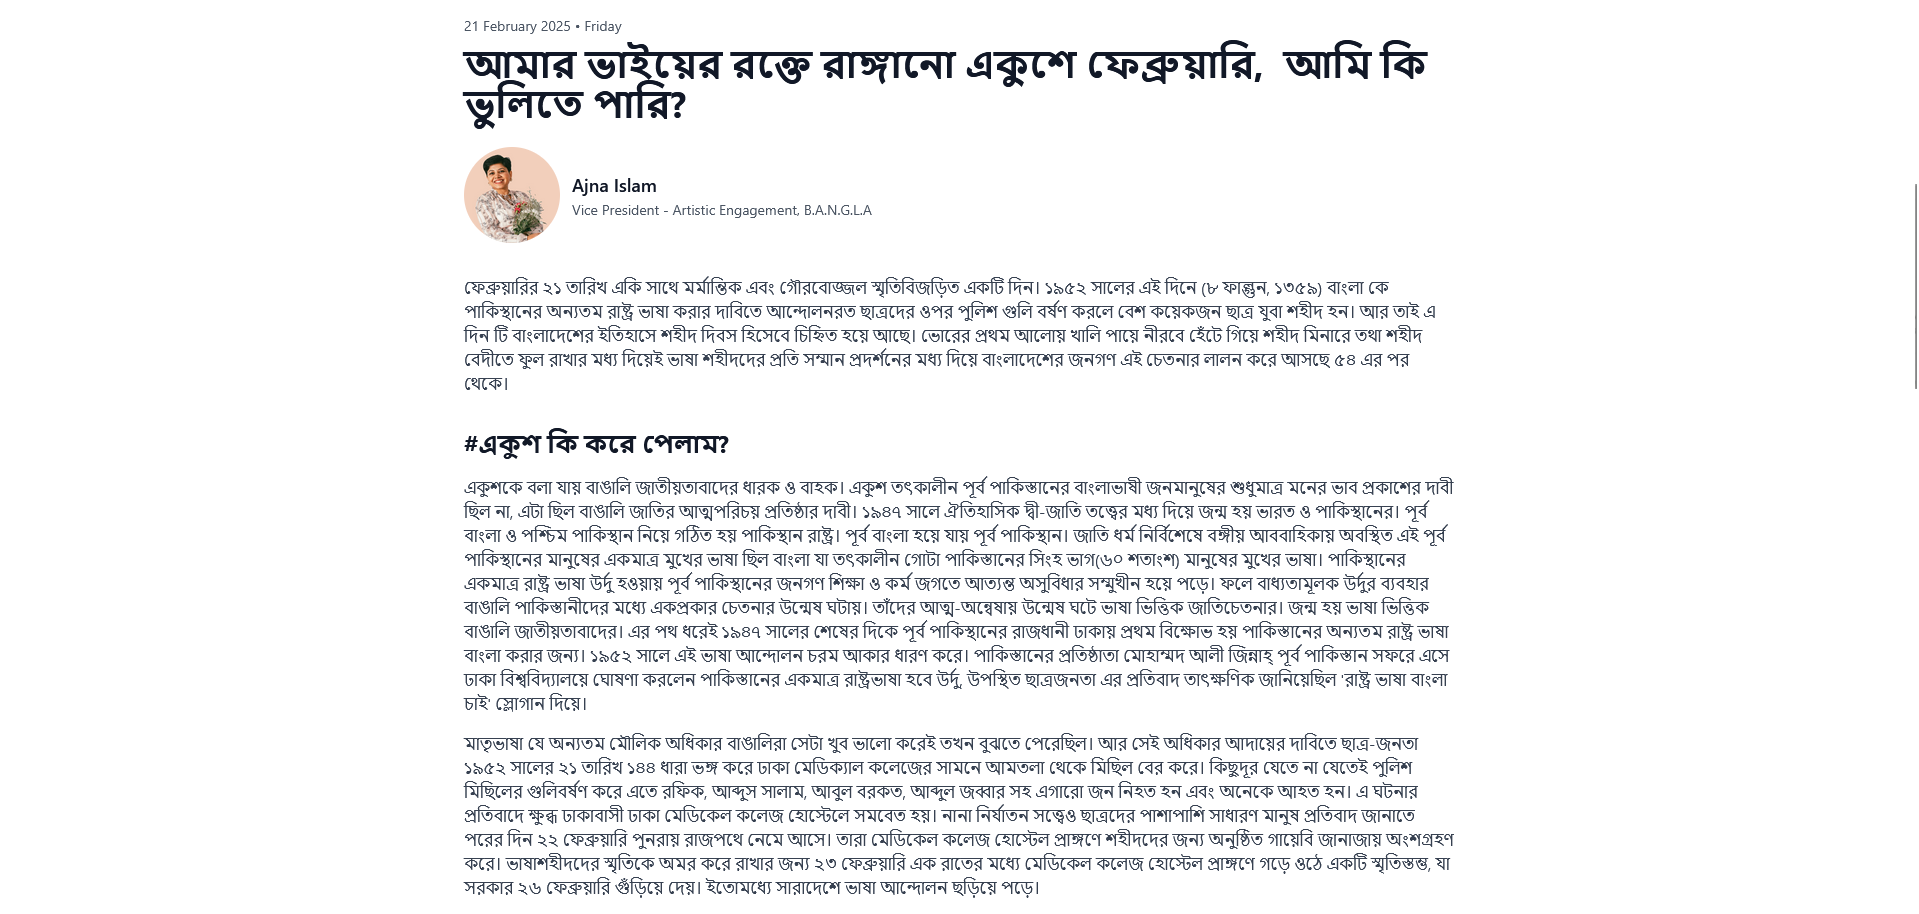 21 February 2025 • Friday
আমার ভাইয়ের রক্তে রাঙ্গানো একুশে ফেব্রুয়ারি,  আমি কি
ভুলিতে পারি?
Ajna Islam
Vice President - Artistic Engagement, B.A.N.G.L.A
ফেব্রুয়ারির ২১ তারিখ একি সাথে মর্মান্তিক এবং গৌরবোজ্জল স্মৃতিবিজড়িত একটি দিন। ১৯৫২ সালের এই দিনে (৮ ফাল্গুন, ১৩৫৯) বাংলা কে
পাকিস্থানের অন্যতম রাষ্ট্র ভাষা করার দাবিতে আন্দোলনরত ছাত্রদের ওপর পুলিশ গুলি বর্ষণ করলে বেশ কয়েকজন ছাত্র যুবা শহীদ হন। আর তাই এ
দিন টি বাংলাদেশের ইতিহাসে শহীদ দিবস হিসেবে চিহ্নিত হয়ে আছে। ভোরের প্রথম আলোয় খালি পায়ে নীরবে হেঁটে গিয়ে শহীদ মিনারে তথা শহীদ
বেদীতে ফুল রাখার মধ্য দিয়েই ভাষা শহীদদের প্রতি সম্মান প্রদর্শনের মধ্য দিয়ে বাংলাদেশের জনগণ এই চেতনার লালন করে আসছে ৫৪ এর পর
থেকে।
#একুশ কি করে পেলাম?
একুশকে বলা যায় বাঙালি জাতীয়তাবাদের ধারক ও বাহক। একুশ তৎকালীন পূর্ব পাকিস্তানের বাংলাভাষী জনমানুষের শুধুমাত্র মনের ভাব প্রকাশের দাবী
ছিল না, এটা ছিল বাঙালি জাতির আত্মপরিচয় প্রতিষ্ঠার দাবী। ১৯৪৭ সালে ঐতিহাসিক দ্বী-জাতি তত্ত্বের মধ্য দিয়ে জন্ম হয় ভারত ও পাকিস্থানের। পূর্ব
বাংলা ও পশ্চিম পাকিস্থান নিয়ে গঠিত হয় পাকিস্থান রাষ্ট্র। পূর্ব বাংলা হয়ে যায় পূর্ব পাকিস্থান। জাতি ধর্ম নির্বিশেষে বঙ্গীয় আববাহিকায় অবস্থিত এই পূর্ব
পাকিস্থানের মানুষের একমাত্র মুখের ভাষা ছিল বাংলা যা তৎকালীন গোটা পাকিস্তানের সিংহ ভাগ(৬০ শতাংশ) মানুষের মুখের ভাষা। পাকিস্থানের
একমাত্র রাষ্ট্র ভাষা উর্দু হওয়ায় পূর্ব পাকিস্থানের জনগণ শিক্ষা ও কর্ম জগতে আত্যন্ত অসুবিধার সম্মুখীন হয়ে পড়ে। ফলে বাধ্যতামূলক উর্দুর ব্যবহার
বাঙালি পাকিস্তানীদের মধ্যে একপ্রকার চেতনার উন্মেষ ঘটায়। তাঁদের আত্ম-অন্বেষায় উন্মেষ ঘটে ভাষা ভিত্তিক জাতিচেতনার। জন্ম হয় ভাষা ভিত্তিক
বাঙালি জাতীয়তাবাদের। এর পথ ধরেই ১৯৪৭ সালের শেষের দিকে পূর্ব পাকিস্থানের রাজধানী ঢাকায় প্রথম বিক্ষোভ হয় পাকিস্তানের অন্যতম রাষ্ট্র ভাষা
বাংলা করার জন্য। ১৯৫২ সালে এই ভাষা আন্দোলন চরম আকার ধারণ করে। পাকিস্তানের প্রতিষ্ঠাতা মোহাম্মদ আলী জিন্নাহ্ পূর্ব পাকিস্তান সফরে এসে
ঢাকা বিশ্ববিদ্যালয়ে ঘোষণা করলেন পাকিস্তানের একমাত্র রাষ্ট্রভাষা হবে উর্দু, উপস্থিত ছাত্রজনতা এর প্রতিবাদ তাৎক্ষণিক জানিয়েছিল 'রাষ্ট্র ভাষা বাংলা
চাই' স্লোগান দিয়ে।
মাতৃভাষা যে অন্যতম মৌলিক অধিকার বাঙালিরা সেটা খুব ভালো করেই তখন বুঝতে পেরেছিল। আর সেই অধিকার আদায়ের দাবিতে ছাত্র-জনতা
১৯৫২ সালের ২১ তারিখ ১৪৪ ধারা ভঙ্গ করে ঢাকা মেডিক্যাল কলেজের সামনে আমতলা থেকে মিছিল বের করে। কিছুদূর যেতে না যেতেই পুলিশ
মিছিলের গুলিবর্ষণ করে এতে রফিক, আব্দুস সালাম, আবুল বরকত, আব্দুল জব্বার সহ এগারো জন নিহত হন এবং অনেকে আহত হন। এ ঘটনার
প্রতিবাদে ক্ষুব্ধ ঢাকাবাসী ঢাকা মেডিকেল কলেজ হোস্টেলে সমবেত হয়। নানা নির্যাতন সত্ত্বেও ছাত্রদের পাশাপাশি সাধারণ মানুষ প্রতিবাদ জানাতে
পরের দিন ২২ ফেব্রুয়ারি পুনরায় রাজপথে নেমে আসে। তারা মেডিকেল কলেজ হোস্টেল প্রাঙ্গণে শহীদদের জন্য অনুষ্ঠিত গায়েবি জানাজায় অংশগ্রহণ
করে। ভাষাশহীদদের স্মৃতিকে অমর করে রাখার জন্য ২৩ ফেব্রুয়ারি এক রাতের মধ্যে মেডিকেল কলেজ হোস্টেল প্রাঙ্গণে গড়ে ওঠে একটি স্মৃতিস্তম্ভ, যা
সরকার ২৬ ফেব্রুয়ারি গুঁড়িয়ে দেয়। ইতোমধ্যে সারাদেশে ভাষা আন্দোলন ছড়িয়ে পড়ে।